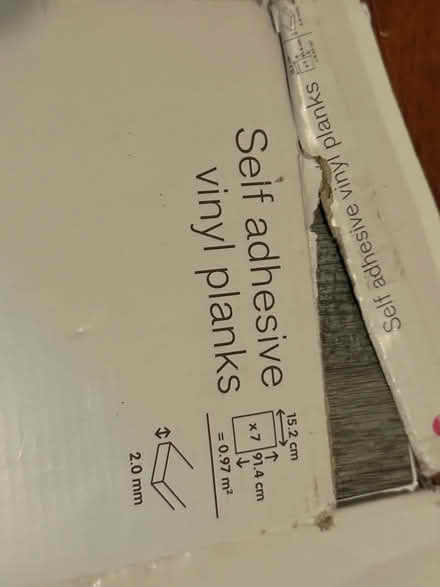 Self adhesive vinyl planks
Self adhesive
vinyl planks
15.2 cm
x 7
91,4 cm
= 0.97 m²
2.0 mm